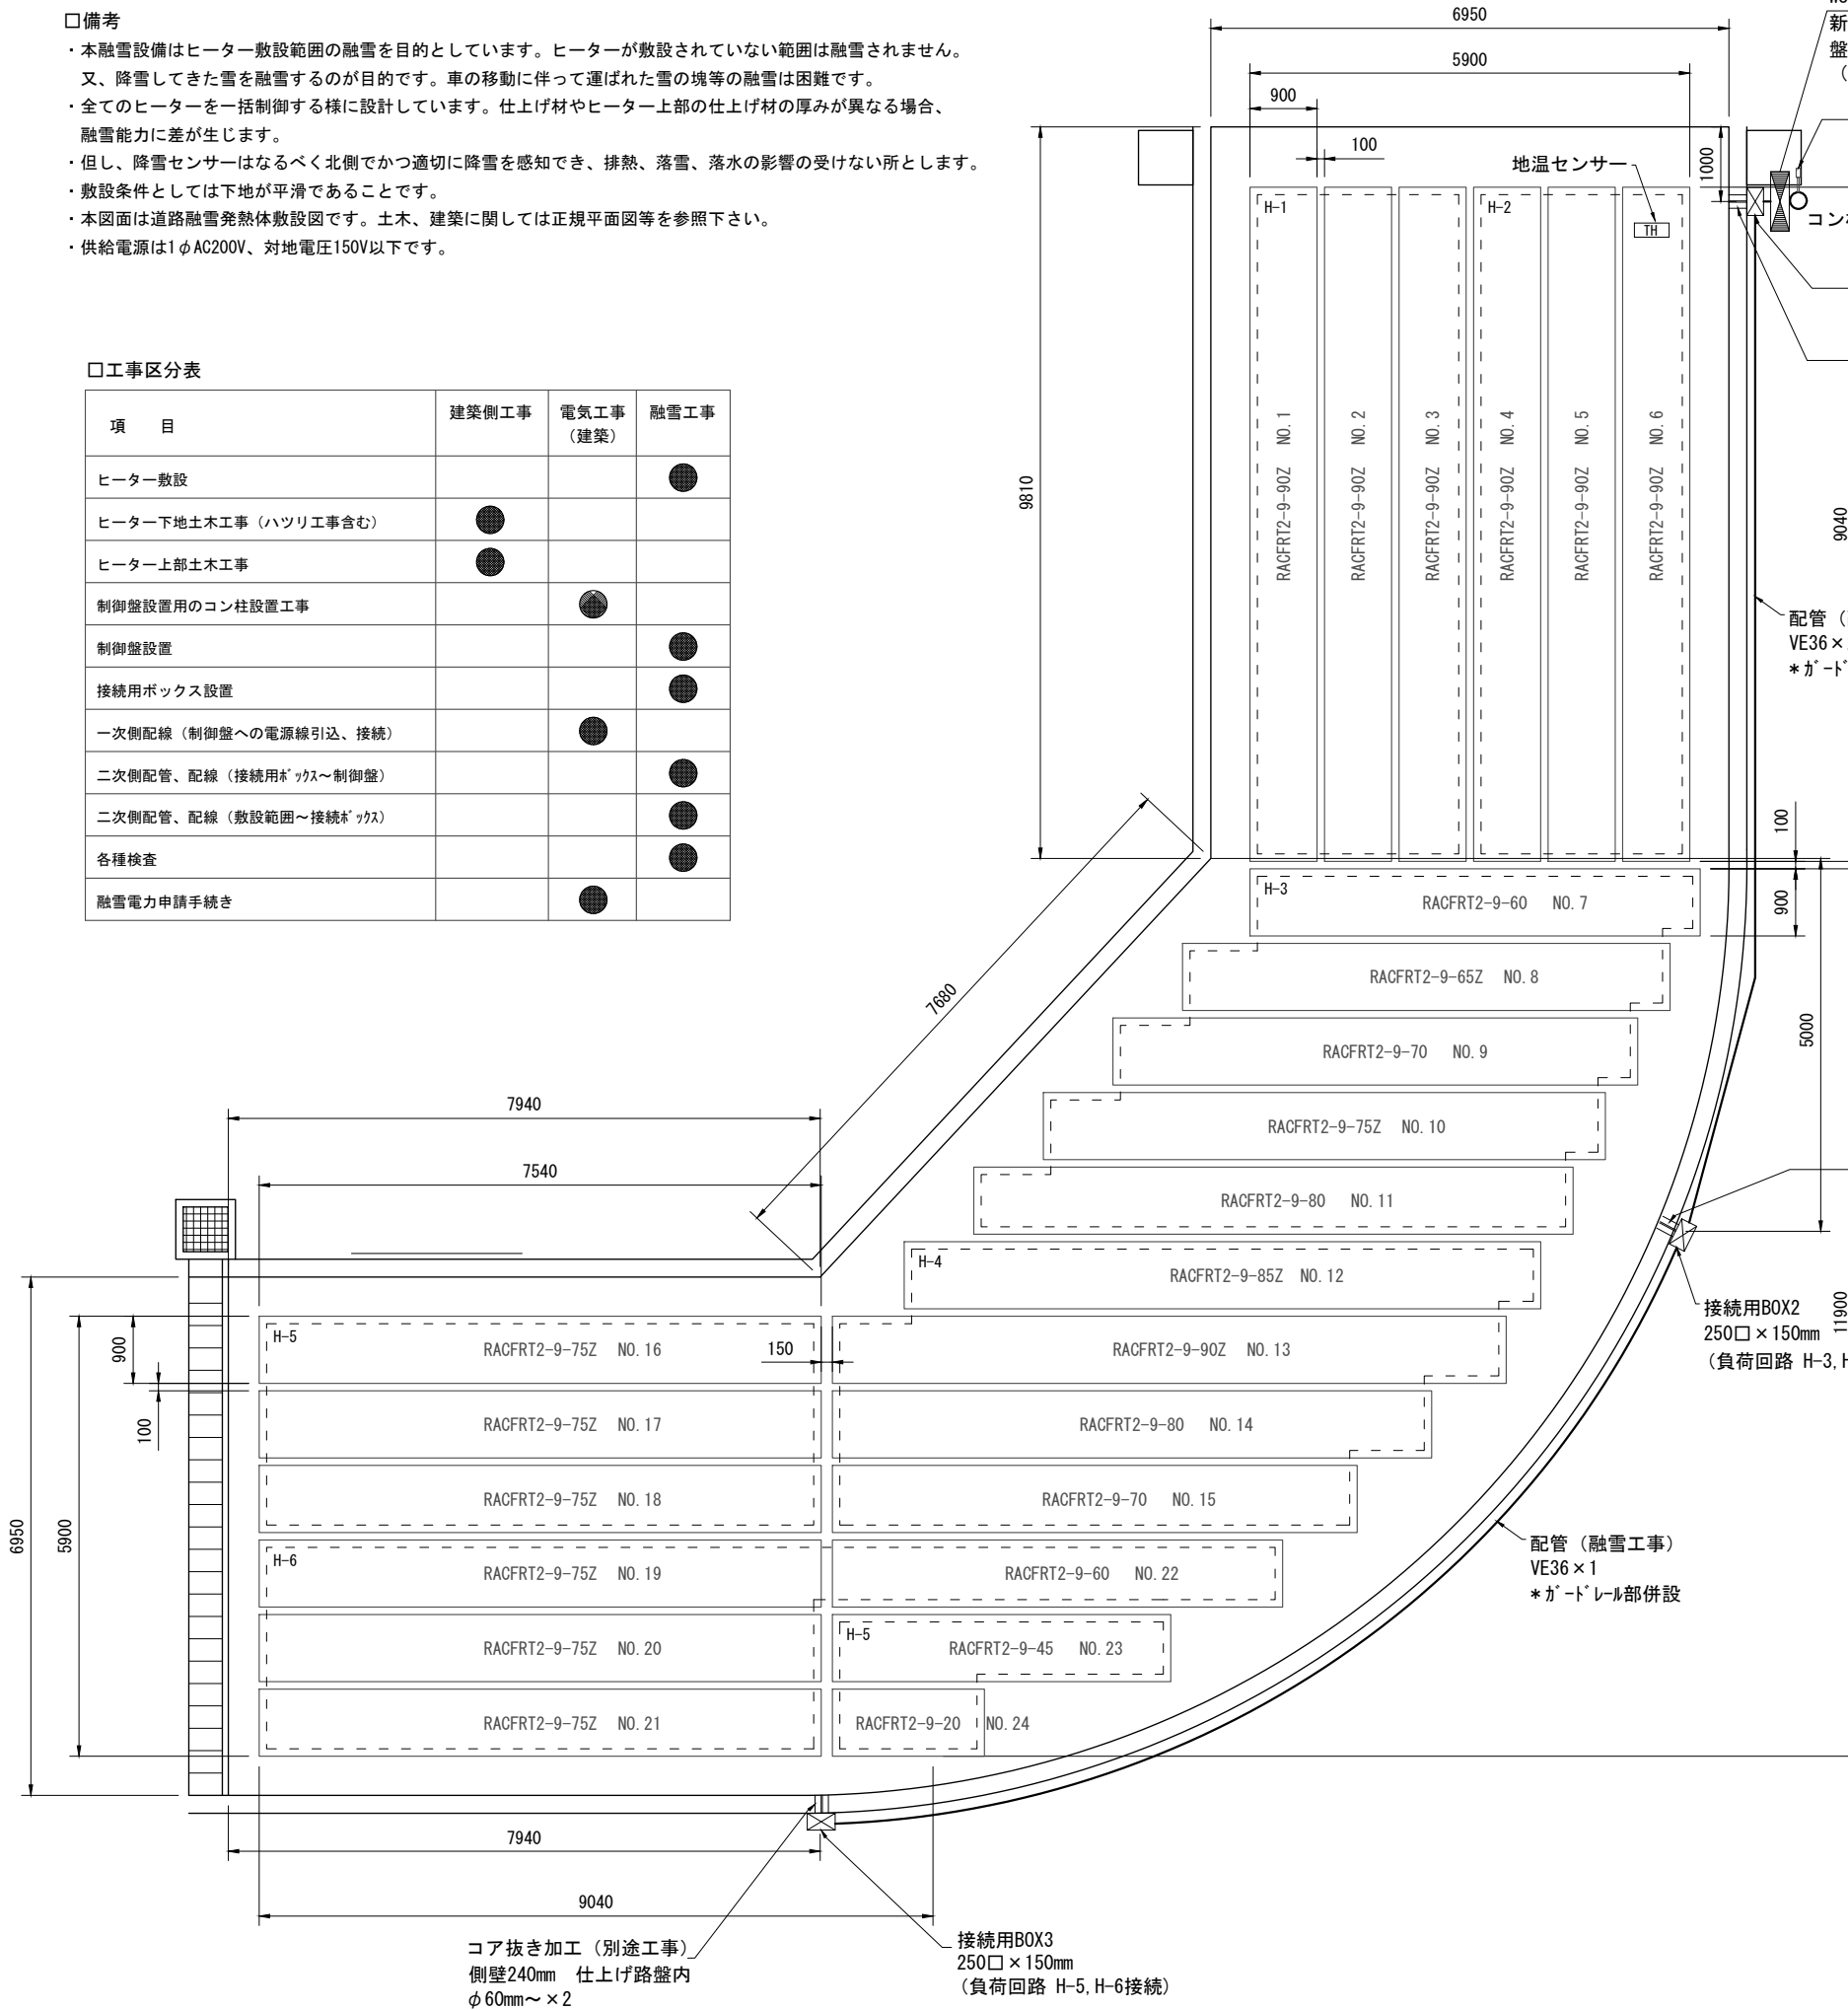 □備考
・本融雪設備はヒーター敷設範囲の融雪を目的としています。ヒーターが敷設されていない範囲は融雪されません。
又、降雪してきた雪を融雪するのが目的です。車の移動に伴って運ばれた雪の塊等の融雪は困難です。
・全てのヒーターを一括制御する様に設計しています。仕上げ材やヒーター上部の仕上げ材の厚みが異なる場合、
融雪能力に差が生じます。
・但し、降雪センサーはなるべく北側でかつ適切に降雪を感知でき、排熱、落雪、落水の影響の受けない所とします。
・敷設条件としては下地が平滑であることです。
・本図面は道路融雪発熱体敷設図です。土木、建築に関しては正規平面図等を参照下さい。
・供給電源は1φAC200V、対地電圧150V以下です。
□工事区分表
項 目 建築側工事 電気工事 融雪工事
(建築)
ヒーター敷設
ヒーター下地土木工事(ハツリ工事含む)
ヒーター上部土木工事
制御盤設置用のコン柱設置工事
制御盤設置
接続用ボックス設置
一次側配線(制御盤への電源線引込、接続)
二次側配管、配線(接続用ボックス~制御盤)
二次側配管、配線(敷設範囲~接続ボックス)
各種検査
融雪電力申請手続き
6950
5900
900
100
1000
新
盤
(
地温センサー
TH
コン
H-1
H-2
RACFRT2-9-90Z NO.1
RACFRT2-9-90Z NO.2
RACFRT2-9-90Z NO.3
RACFRT2-9-90Z NO.4
RACFRT2-9-90Z NO.5
RACFRT2-9-90Z NO.6
9810
9040
配管(
VE36×
*ガード
100
900
5000
H-3
RACFRT2-9-60 NO.7
RACFRT2-9-65Z NO.8
RACFRT2-9-70 NO.9
RACFRT2-9-75Z NO.10
RACFRT2-9-80 NO.11
H-4
RACFRT2-9-85Z NO.12
7680
7940
7540
H-5
RACFRT2-9-75Z NO.16
150
RACFRT2-9-90Z NO.13
RACFRT2-9-75Z NO.17
RACFRT2-9-80 NO.14
RACFRT2-9-75Z NO.18
RACFRT2-9-70 NO.15
H-6
RACFRT2-9-75Z NO.19
RACFRT2-9-60 NO.22
RACFRT2-9-75Z NO.20
H-5
RACFRT2-9-45 NO.23
RACFRT2-9-75Z NO.21
RACFRT2-9-20 NO.24
900
100
5900
6950
11900
接続用BOX2
250□×150mm
(負荷回路 H-3,H
配管(融雪工事)
VE36×1
*ガードレール部併設
7940
9040
コア抜き加工(別途工事)
側壁240mm 仕上げ路盤内
φ60mm~×2
接続用BOX3
250□×150mm
(負荷回路 H-5,H-6接続)